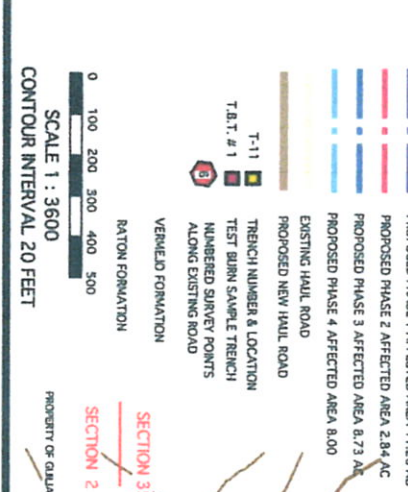 PROPOSED PHASE 2 AFFECTED AREA 2.84 AC
PROPOSED PHASE 3 AFFECTED AREA 8.73 AC
PROPOSED PHASE 4 AFFECTED AREA 8.00
EXISTING HAUL ROAD
PROPOSED NEW HAUL ROAD
T-11 TRENCH NUMBER & LOCATION
T.B.T. # 1 TEST BURN SAMPLE TRENCH
6 NUMBERED SURVEY POINTS
ALONG EXISTING ROAD
VERMEJO FORMATION
RATON FORMATION
0 100 200 300 400 500
SCALE 1 : 3600
CONTOUR INTERVAL 20 FEET
SECTION 3
SECTION 2
PROPERTY OF